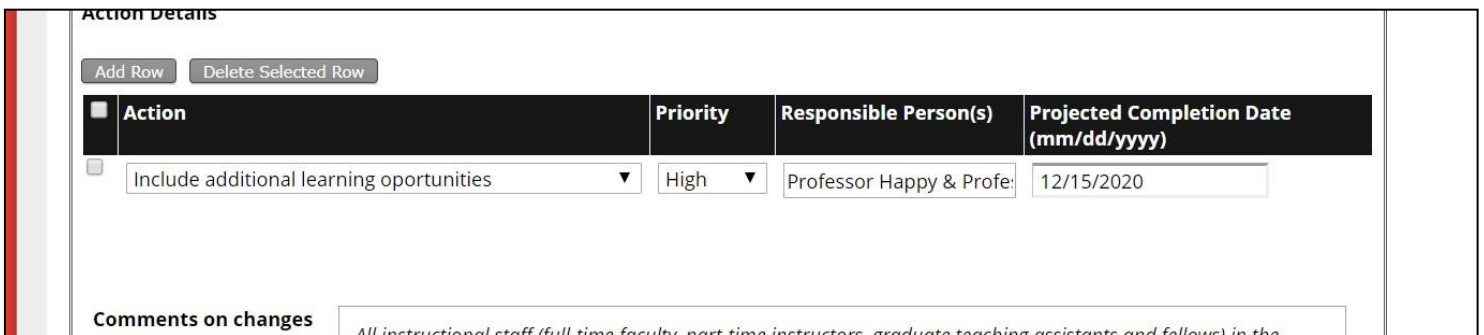 Action Details
Add Row Delete Selected Row
Action Priority Responsible Person(s) Projected Completion Date
(mm/dd/yyyy)
Include additional learning oportunities High Professor Happy & Profe 12/15/2020
Comments on changes
All instructional staff (full-time faculty, part-time instructors, graduate teaching assistants and fellows) in the